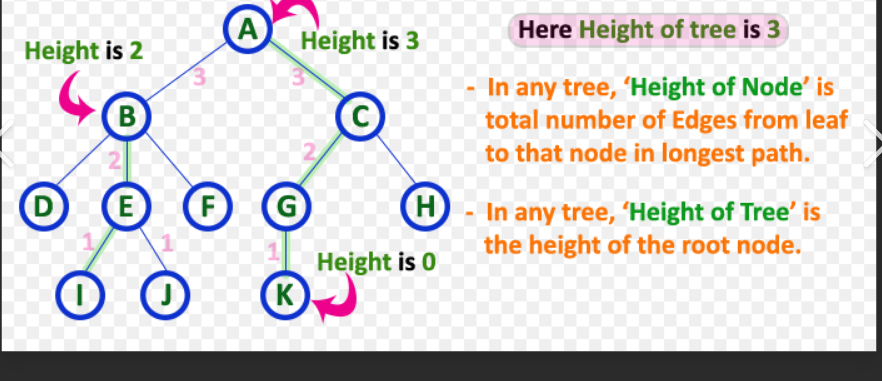 A
Height is 2
Height is 3
3
3
B
C
2
2
D
E
F
G
H
1
1
1
Height is 0
I
J
K
Here Height of tree is 3
- In any tree, ‘Height of Node’ is
total number of Edges from leaf
to that node in longest path.
- In any tree, ‘Height of Tree’ is
the height of the root node.